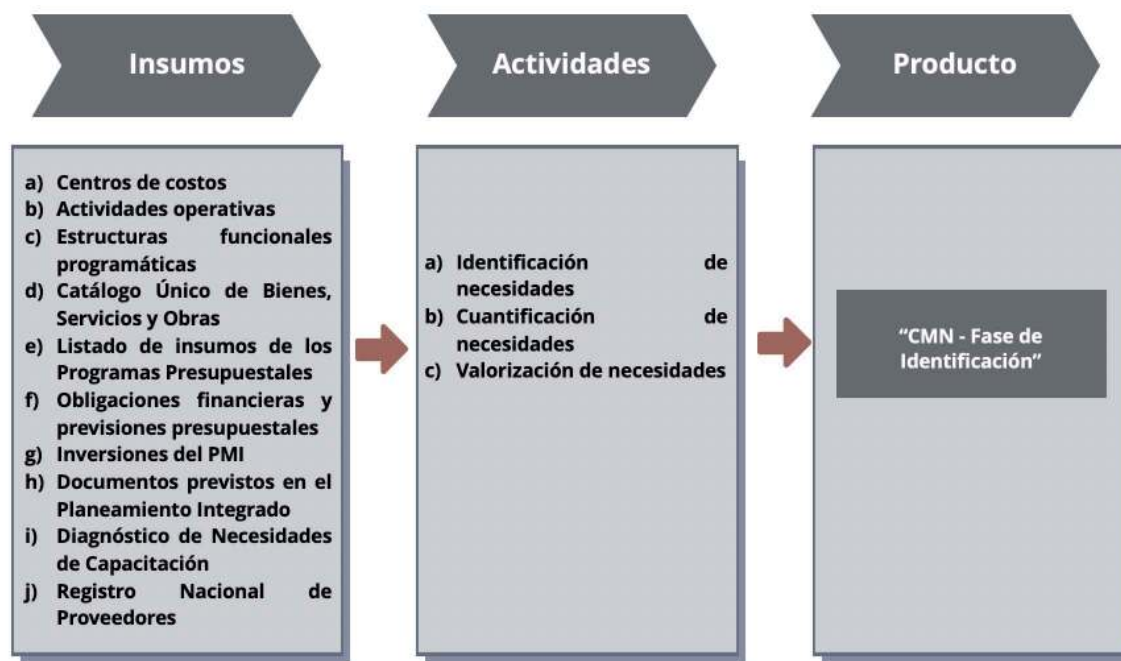 Insumos
a) Centros de costos
b) Actividades operativas
c) Estructuras funcionales
programáticas
d) Catálogo Único de Bienes,
Servicios y Obras
e) Listado de insumos de los
Programas Presupuestales
f) Obligaciones financieras y
previsiones presupuestales
g) Inversiones del PMI
h) Documentos previstos en el
Planeamiento Integrado
i) Diagnóstico de Necesidades
de Capacitación
j) Registro Nacional de
Proveedores
Actividades
a) Identificación de
necesidades
b) Cuantificación de
necesidades
c) Valorización de necesidades
Producto
“CMN - Fase de
Identificación”